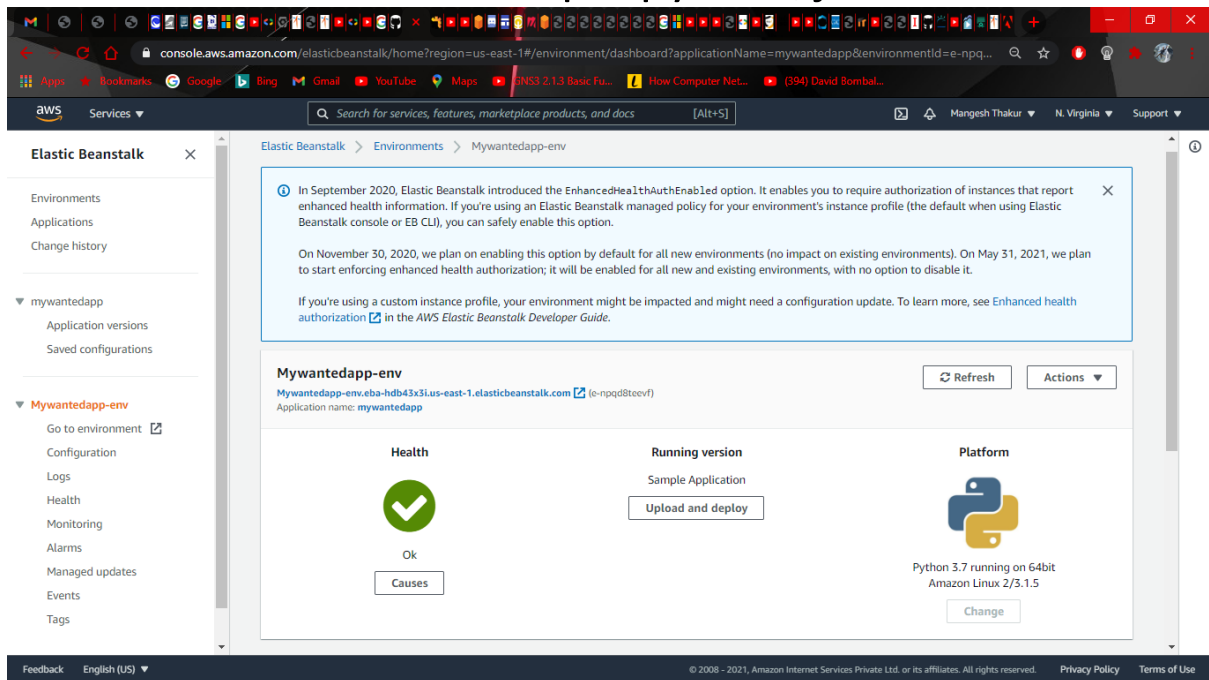 console.aws.amazon.com/elasticbeanstalk/home?region=us-east-1#/environment/dashboard?applicationName=mywantedapp&environmentId=e-npq...
Apps Bookmarks Google Bing Gmail YouTube Maps GNS3 2.1.3 Basic Fu... How Computer Net... (394) David Bombal...
aws Services Search for services, features, marketplace products, and docs [Alt+S] Mangesh Thakur N. Virginia Support
Elastic Beanstalk
Environments
Applications
Change history
mywantedapp
Application versions
Saved configurations
Mywantedapp-env
Go to environment
Configuration
Logs
Health
Monitoring
Alarms
Managed updates
Events
Tags
Elastic Beanstalk > Environments > Mywantedapp-env
In September 2020, Elastic Beanstalk introduced the EnhancedHealthAuthEnabled option. It enables you to require authorization of instances that report
enhanced health information. If you're using an Elastic Beanstalk managed policy for your environment's instance profile (the default when using Elastic
Beanstalk console or EB CLI), you can safely enable this option.
On November 30, 2020, we plan on enabling this option by default for all new environments (no impact on existing environments). On May 31, 2021, we plan
to start enforcing enhanced health authorization; it will be enabled for all new and existing environments, with no option to disable it.
If you're using a custom instance profile, your environment might be impacted and might need a configuration update. To learn more, see Enhanced health
authorization in the AWS Elastic Beanstalk Developer Guide.
Mywantedapp-env
Mywantedapp-env.eba-hdb43x3i.us-east-1.elasticbeanstalk.com (e-npqd8teevf)
Application name: mywantedapp
Refresh Actions
Health
Ok
Causes
Running version
Sample Application
Upload and deploy
Platform
Python 3.7 running on 64bit
Amazon Linux 2/3.1.5
Change
Feedback English (US) © 2008 - 2021, Amazon Internet Services Private Ltd. or its affiliates. All rights reserved. Privacy Policy Terms of Use